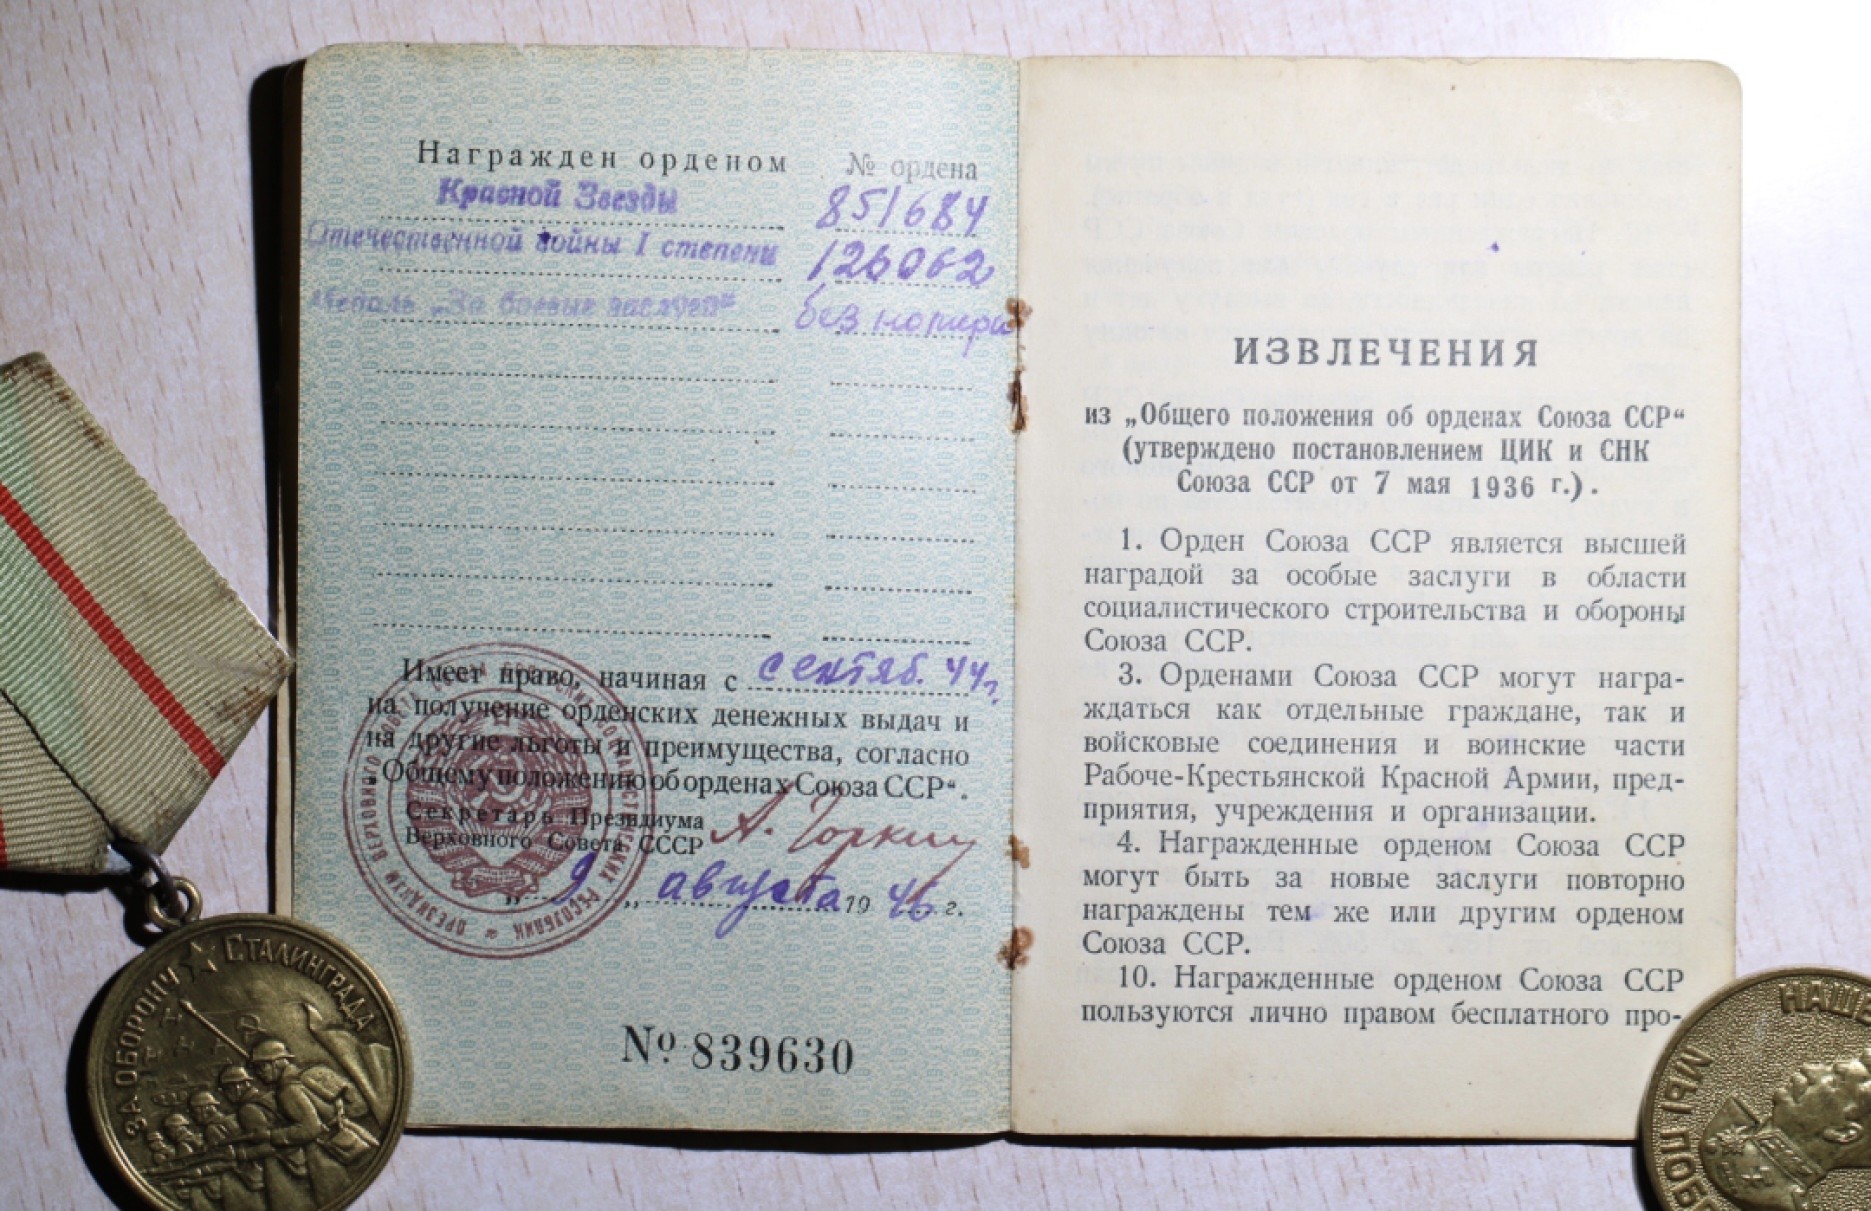 Награжден орденом № ордена
Красной Звезды 851684
Отечественной войны I степени 126062
Медаль „За боевые заслуги“ без номера
Имеет право, начиная с сентяб. 44 г.
на получение орденских денежных выдач и
на другие льготы и преимущества, согласно
„Общему положению об орденах Союза ССР“.
Секретарь Президиума
Верховного Совета СССР А. Горкин
„9„ августа 1946 г.
№ 839630
ИЗВЛЕЧЕНИЯ
из „Общего положения об орденах Союза ССР“
(утверждено постановлением ЦИК и СНК
Союза ССР от 7 мая 1936 г.).
1. Орден Союза ССР является высшей
наградой за особые заслуги в области
социалистического строительства и обороны
Союза ССР.
3. Орденами Союза ССР могут награ-
ждаться как отдельные граждане, так и
войсковые соединения и воинские части
Рабоче-Крестьянской Красной Армии, пред-
приятия, учреждения и организации.
4. Награжденные орденом Союза ССР
могут быть за новые заслуги повторно
награждены тем же или другим орденом
Союза ССР.
10. Награжденные орденом Союза ССР
пользуются лично правом бесплатного про-
ЗА ОБОРОНУ СТАЛИНГРАДА
НАШЕ
МЫ ПОБ